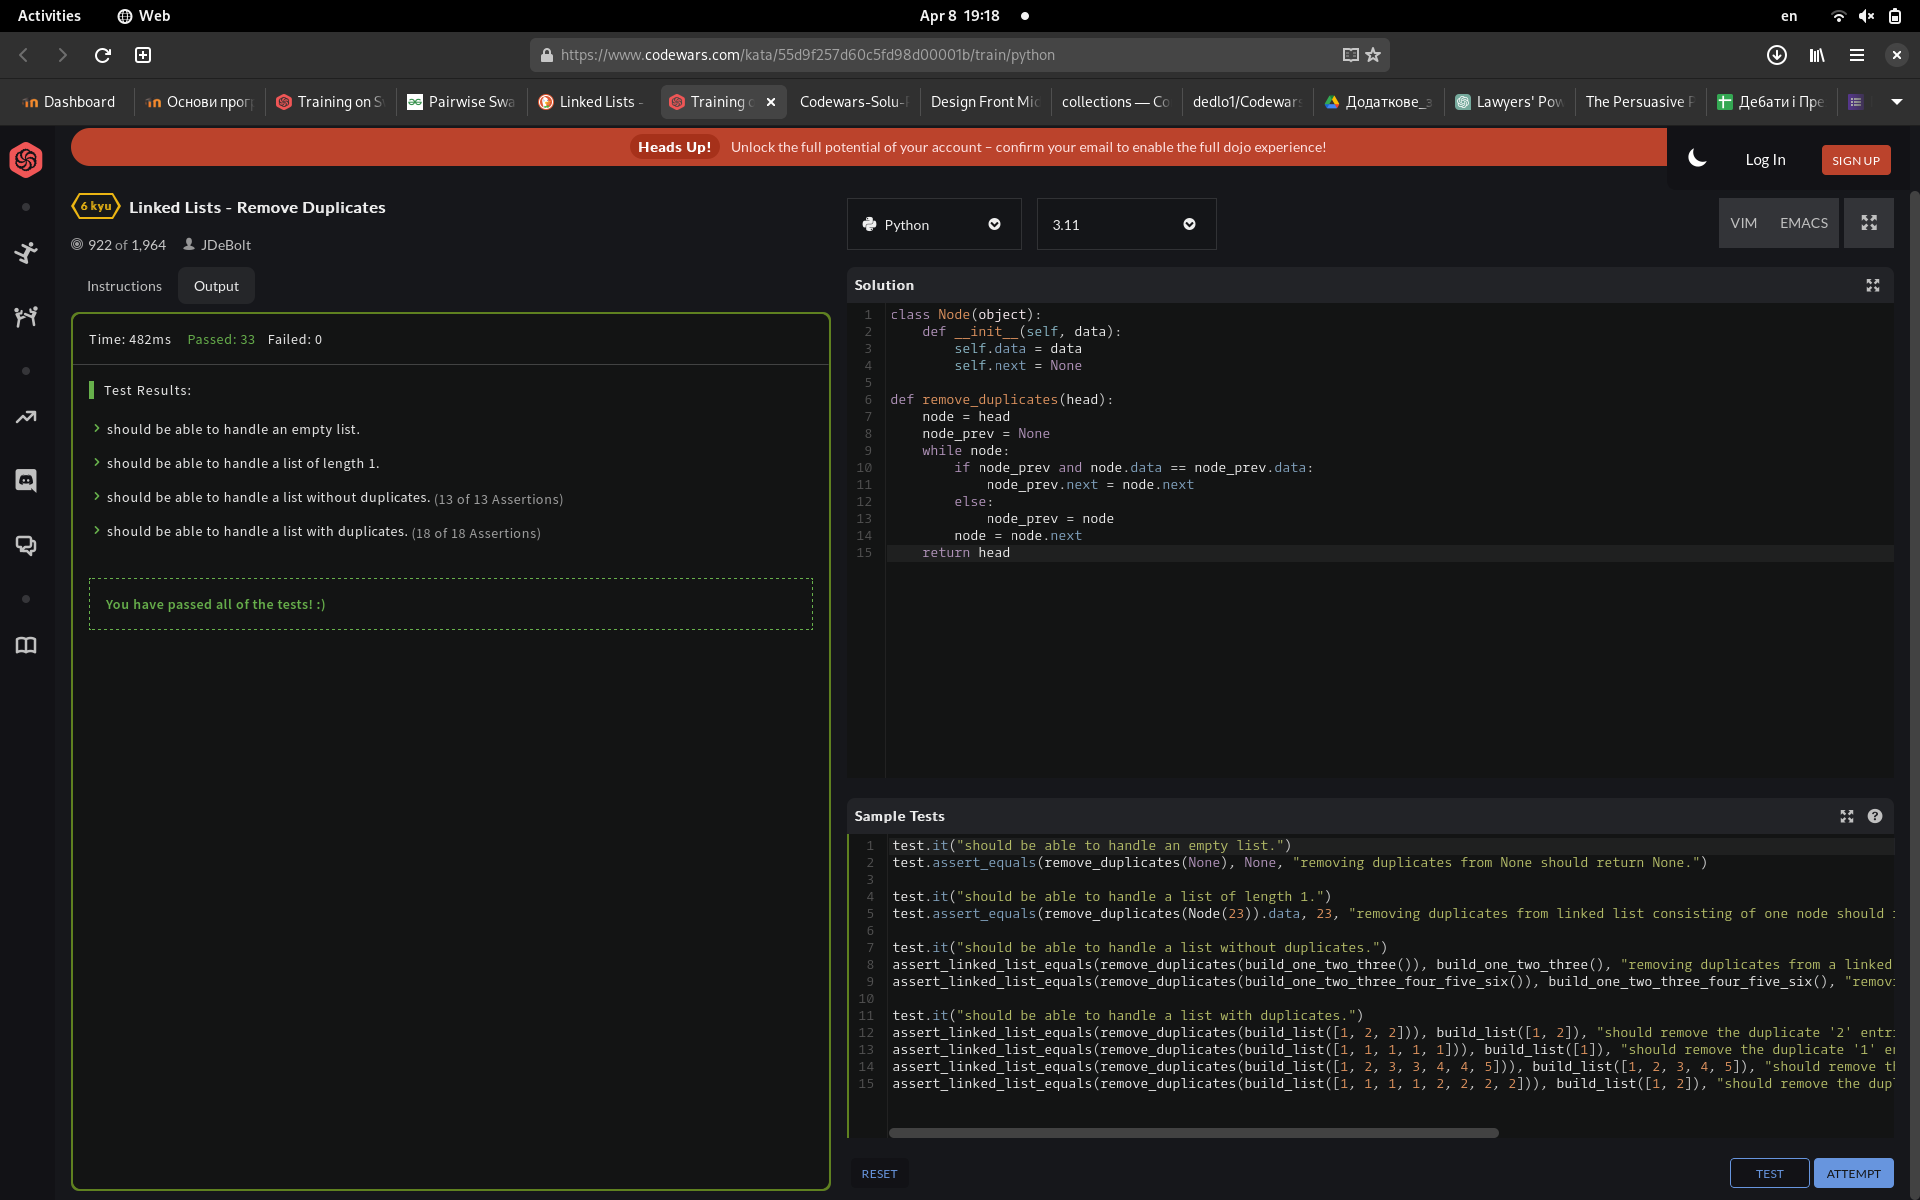 Activities
Web
Apr 8 19:18
en
https://www.codewars.com/kata/55d9f257d60c5fd98d00001b/train/python
Dashboard
Основи прог
Training on S
Pairwise Swa
Linked Lists -
Training
Codewars-Solu-
Design Front Mic
collections — Co
dedlo1/Codewars
Додаткове_з
Lawyers' Pow
The Persuasive
Дебати і Пре
Heads Up! Unlock the full potential of your account – confirm your email to enable the full dojo experience!
Log In
SIGN UP
6 kyu
Linked Lists - Remove Duplicates
922 of 1,964
JDeBolt
Instructions
Output
Time: 482ms Passed: 33 Failed: 0
Test Results:
should be able to handle an empty list.
should be able to handle a list of length 1.
should be able to handle a list without duplicates. (13 of 13 Assertions)
should be able to handle a list with duplicates. (18 of 18 Assertions)
You have passed all of the tests! :)
Python
3.11
VIM
EMACS
Solution
1 class Node(object):
2 def __init__(self, data):
3 self.data = data
4 self.next = None
5
6 def remove_duplicates(head):
7 node = head
8 node_prev = None
9 while node:
10 if node_prev and node.data == node_prev.data:
11 node_prev.next = node.next
12 else:
13 node_prev = node
14 node = node.next
15 return head
Sample Tests
1 test.it("should be able to handle an empty list.")
2 test.assert_equals(remove_duplicates(None), None, "removing duplicates from None should return None.")
3
4 test.it("should be able to handle a list of length 1.")
5 test.assert_equals(remove_duplicates(Node(23)).data, 23, "removing duplicates from linked list consisting of one node should
6
7 test.it("should be able to handle a list without duplicates.")
8 assert_linked_list_equals(remove_duplicates(build_one_two_three()), build_one_two_three(), "removing duplicates from a linked
9 assert_linked_list_equals(remove_duplicates(build_one_two_three_four_five_six()), build_one_two_three_four_five_six(), "remov
10
11 test.it("should be able to handle a list with duplicates.")
12 assert_linked_list_equals(remove_duplicates(build_list([1, 2, 2])), build_list([1, 2]), "should remove the duplicate '2' entr
13 assert_linked_list_equals(remove_duplicates(build_list([1, 1, 1, 1, 1])), build_list([1]), "should remove the duplicate '1' e
14 assert_linked_list_equals(remove_duplicates(build_list([1, 2, 3, 3, 4, 4, 5])), build_list([1, 2, 3, 4, 5]), "should remove t
15 assert_linked_list_equals(remove_duplicates(build_list([1, 1, 1, 1, 2, 2, 2, 2])), build_list([1, 2]), "should remove the dup
RESET
TEST
ATTEMPT